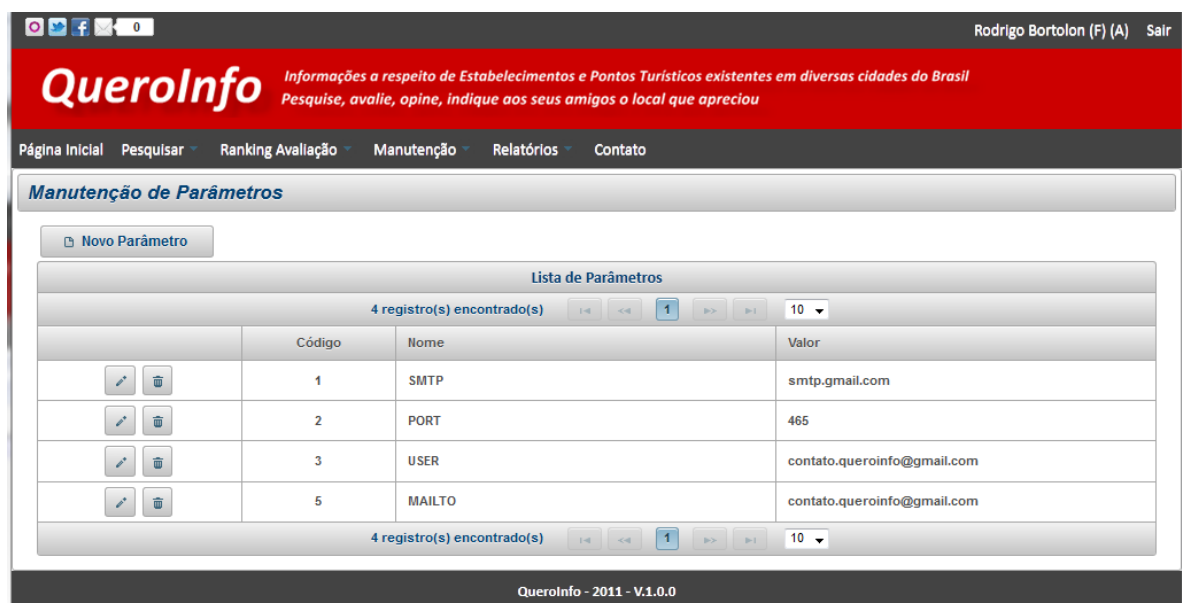 0
Rodrigo Bortolon (F) (A) Sair
QueroInfo
Informações a respeito de Estabelecimentos e Pontos Turísticos existentes em diversas cidades do Brasil
Pesquise, avalie, opine, indique aos seus amigos o local que apreciou
Página Inicial Pesquisar Ranking Avaliação Manutenção Relatórios Contato
Manutenção de Parâmetros
Novo Parâmetro
Lista de Parâmetros
4 registro(s) encontrado(s) 1 10
Código Nome Valor
1 SMTP smtp.gmail.com
2 PORT 465
3 USER contato.queroinfo@gmail.com
5 MAILTO contato.queroinfo@gmail.com
4 registro(s) encontrado(s) 1 10
QueroInfo - 2011 - V.1.0.0